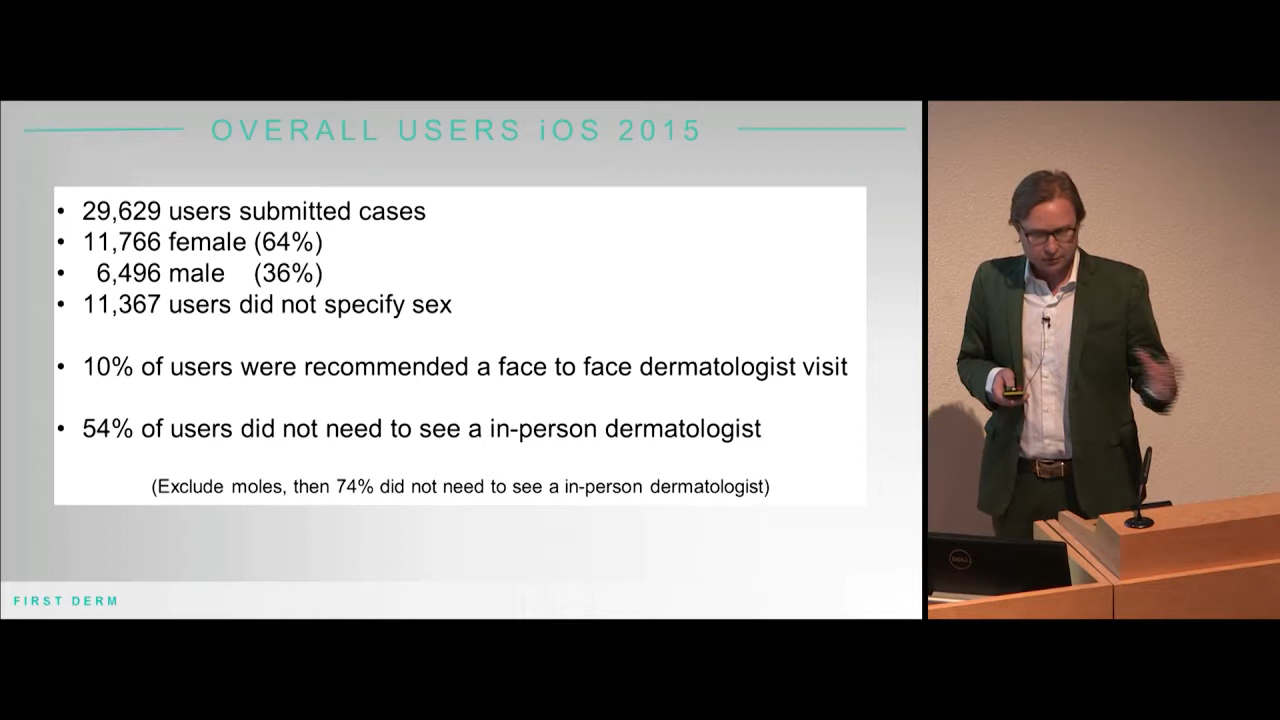 OVERALL USERS iOS 2015
• 29,629 users submitted cases
• 11,766 female (64%)
• 6,496 male (36%)
• 11,367 users did not specify sex
• 10% of users were recommended a face to face dermatologist visit
• 54% of users did not need to see a in-person dermatologist
(Exclude moles, then 74% did not need to see a in-person dermatologist)
FIRST DERM
DELL